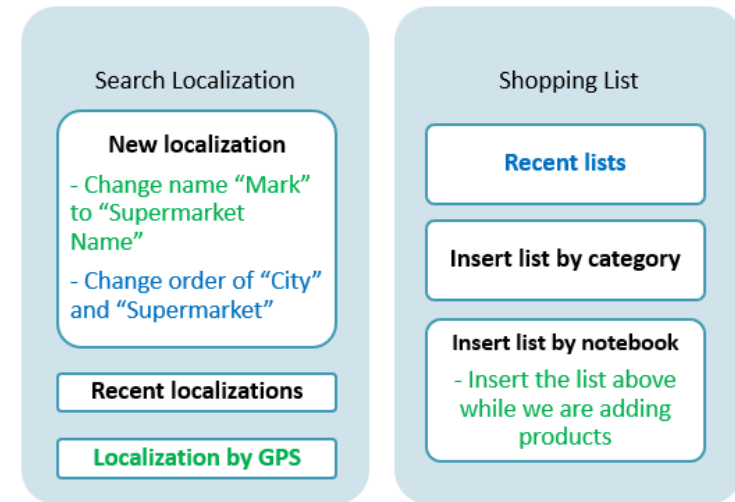 Search Localization
New localization
- Change name “Mark”
to “Supermarket
Name”
- Change order of “City”
and “Supermarket”
Recent localizations
Localization by GPS
Shopping List
Recent lists
Insert list by category
Insert list by notebook
- Insert the list above
while we are adding
products